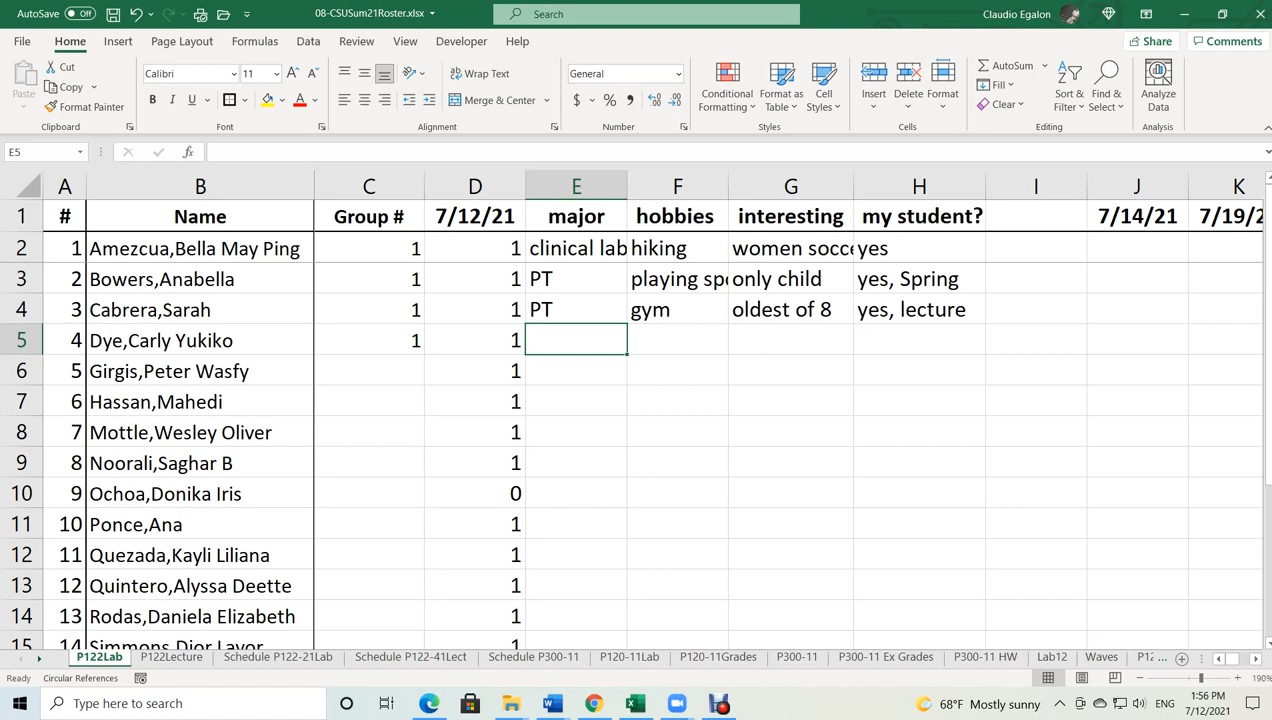 AutoSave Off 08-CSUSum21Roster.xlsx Search Claudio Egalon
File Home Insert Page Layout Formulas Data Review View Developer Help Share Comments
Paste Cut Copy Format Painter Clipboard
Calibri 11 A A B I U A Font
Wrap Text Merge & Center Alignment
General $ % , Number
Conditional Formatting Format as Table Cell Styles Styles
Insert Delete Format Cells
AutoSum Fill Clear Sort & Filter Find & Select Editing
Analyze Data Analysis
E5 fx
A B C D E F G H I J K
1 # Name Group # 7/12/21 major hobbies interesting my student? 7/14/21 7/19/2
2 1 Amezcua,Bella May Ping 1 1 clinical lab hiking women socce yes
3 2 Bowers,Anabella 1 1 PT playing spo only child yes, Spring
4 3 Cabrera,Sarah 1 1 PT gym oldest of 8 yes, lecture
5 4 Dye,Carly Yukiko 1 1
6 5 Girgis,Peter Wasfy 1
7 6 Hassan,Mahedi 1
8 7 Mottle,Wesley Oliver 1
9 8 Noorali,Saghar B 1
10 9 Ochoa,Donika Iris 0
11 10 Ponce,Ana 1
12 11 Quezada,Kayli Liliana 1
13 12 Quintero,Alyssa Deette 1
14 13 Rodas,Daniela Elizabeth 1
15 14 Simmons,Dior Lavor 1
P122Lab P122Lecture Schedule P122-21Lab Schedule P122-41Lect Schedule P300-11 P120-11Lab P120-11Grades P300-11 P300-11 Ex Grades P300-11 HW Lab12 Waves P12 ...
Ready Circular References 190%
Type here to search 68°F Mostly sunny ENG 1:56 PM
7/12/2021